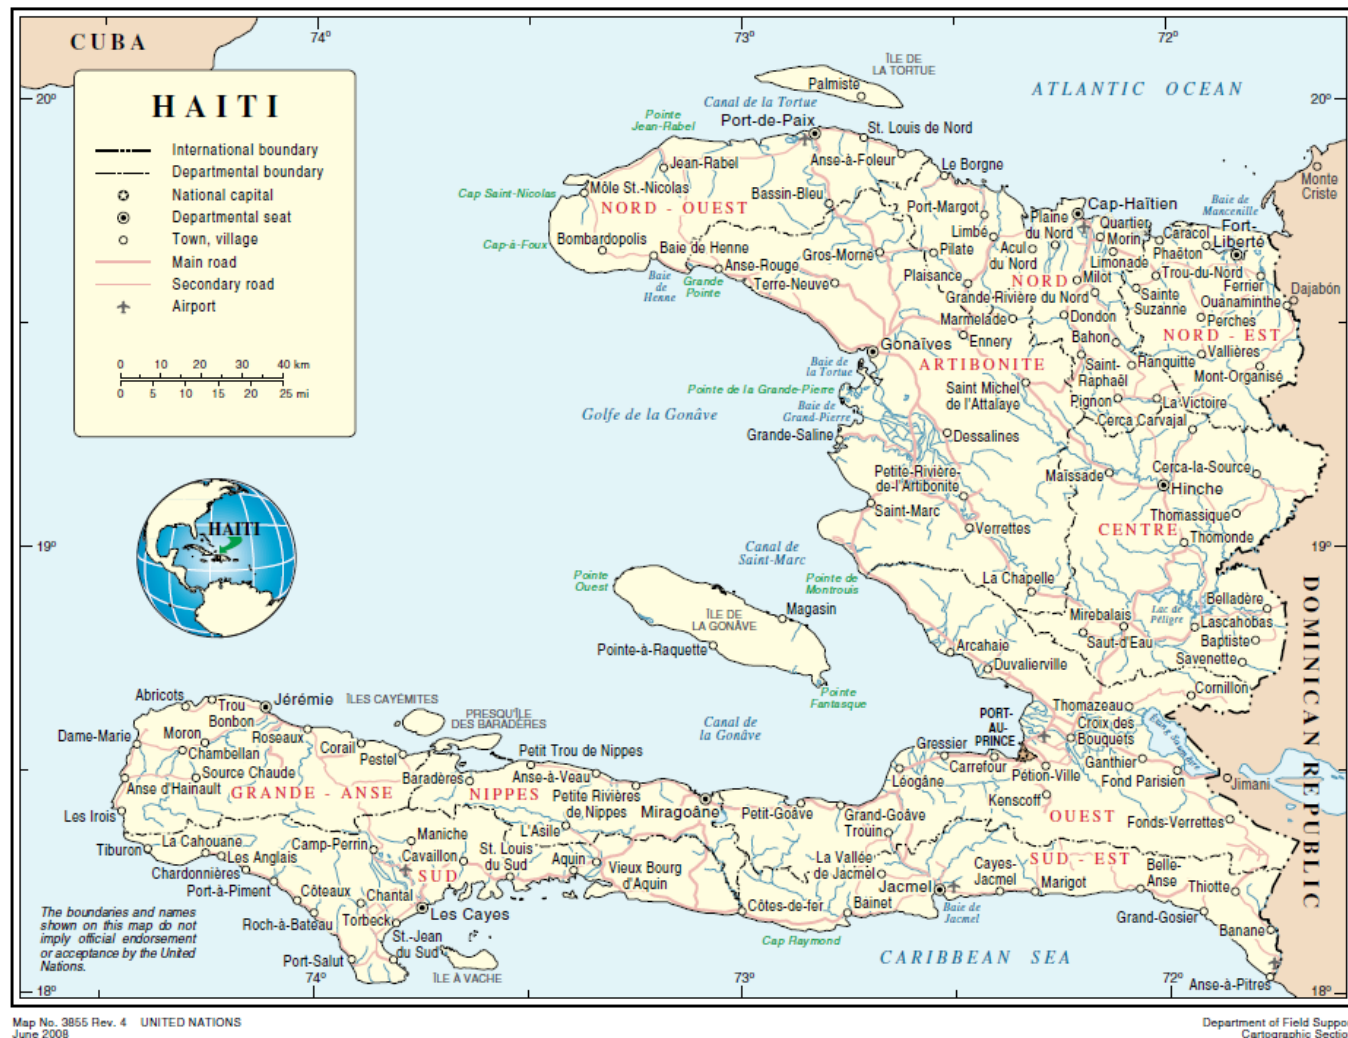 CUBA
74°
73°
72°
20°
20°
HAITI
International boundary
Departmental boundary
National capital
Departmental seat
Town, village
Main road
Secondary road
Airport
0 10 20 30 40 km
0 5 10 15 20 25 mi
ÎLE DE
LA TORTUE
Palmiste
ATLANTIC OCEAN
Canal de la Tortue
Pointe
Jean-Rabel
Port-de-Paix
St. Louis de Nord
Jean-Rabel
Anse-à-Foleur
Le Borgne
Monte
Criste
Cap Saint-Nicolas
Môle St.-Nicolas
Bassin-Bleu
NORD - OUEST
Port-Margot
Cap-Haïtien
Baie de
Mancenille
Plaine
du Nord
Quartier
Morin
Caracol
Fort-
Liberté
Limbé
Acul
du Nord
Limonade
Phaëton
Cap-à-Foux
Bombardopolis
Baie de Henne
Gros-Morne
Pilate
Anse-Rouge
Baie
de
Henne
Grande
Pointe
Terre-Neuve
Plaisance
NORD
Milot
Trou-du-Nord
Ferrier
Dajabón
Grande-Rivière du Nord
Sainte
Suzanne
Ouanaminthe
Marmelade
Dondon
Perches
Ennery
Bahon
NORD - EST
Gonaïves
Baie de
la Tortue
ARTIBONITE
Saint-
Raphaël
Ranquitte
Vallières
Mont-Organisé
Pointe de la Grande-Pierre
Saint Michel
de l'Attalaye
Pignon
La Victoire
Golfe de la Gonâve
Baie de
Grand-Pierre
Cerca Carvajal
Grande-Saline
Dessalines
Petite-Rivière-
de-l'Artibonite
Maïssade
Cerca-la-Source
Hinche
Saint-Marc
Verrettes
Thomassique
CENTRE
Thomonde
HAITI
19°
19°
Canal de
Saint-Marc
Pointe
Ouest
Pointe de
Montrouis
La Chapelle
ÎLE DE
LA GONÂVE
Magasin
Mirebalais
Lac de
Péligre
Belladère
Lascahobas
Saut-d'Eau
Baptiste
Pointe-à-Raquette
Arcahaie
Duvalierville
Savenette
Pointe
Fantasque
Cornillon
DOMINICAN REPUBLIC
Abricots
Trou
Bonbon
Jérémie
ÎLES CAYÉMITES
PRESQU'ÎLE
DES BARADÈRES
Canal de
la Gonâve
PORT-
AU-
PRINCE
Thomazeau
Croix des
Bouquets
Etang Saumâtre
Dame-Marie
Moron
Roseaux
Corail
Pestel
Chambellan
Petit Trou de Nippes
Gressier
Carrefour
Ganthier
Source Chaude
Baradères
Anse-à-Veau
Léogâne
Pétion-Ville
Fond Parisien
Jimani
Anse d'Hainault
GRANDE - ANSE
NIPPES
Petite Rivières
de Nippes
Miragoâne
Petit-Goâve
Kenscoff
Les Irois
Grand-Goâve
OUEST
Trouin
Fonds-Verrettes
Tiburon
La Cahouane
Camp-Perrin
Maniche
L'Asile
Les Anglais
Cavaillon
St. Louis
du Sud
Aquin
Vieux Bourg
d'Aquin
La Vallée
de Jacmel
Cayes-
Jacmel
SUD - EST
Belle-
Anse
Chardonnières
Port-à-Piment
Côteaux
Chantal
SUD
Jacmel
Marigot
Thiotte
Roch-à-Bateau
Torbeck
Les Cayes
Côtes-de-fer
Bainet
Baie de
Jacmel
Grand-Gosier
St.-Jean
du Sud
Cap Raymond
Banane
Port-Salut
ÎLE À VACHE
CARIBBEAN SEA
Anse-à-Pitres
The boundaries and names
shown on this map do not
imply official endorsement
or acceptance by the United
Nations.
74°
73°
72°
18°
18°
Map No. 3855 Rev. 4 UNITED NATIONS
June 2008
Department of Field Suppor
Cartographic Sectio